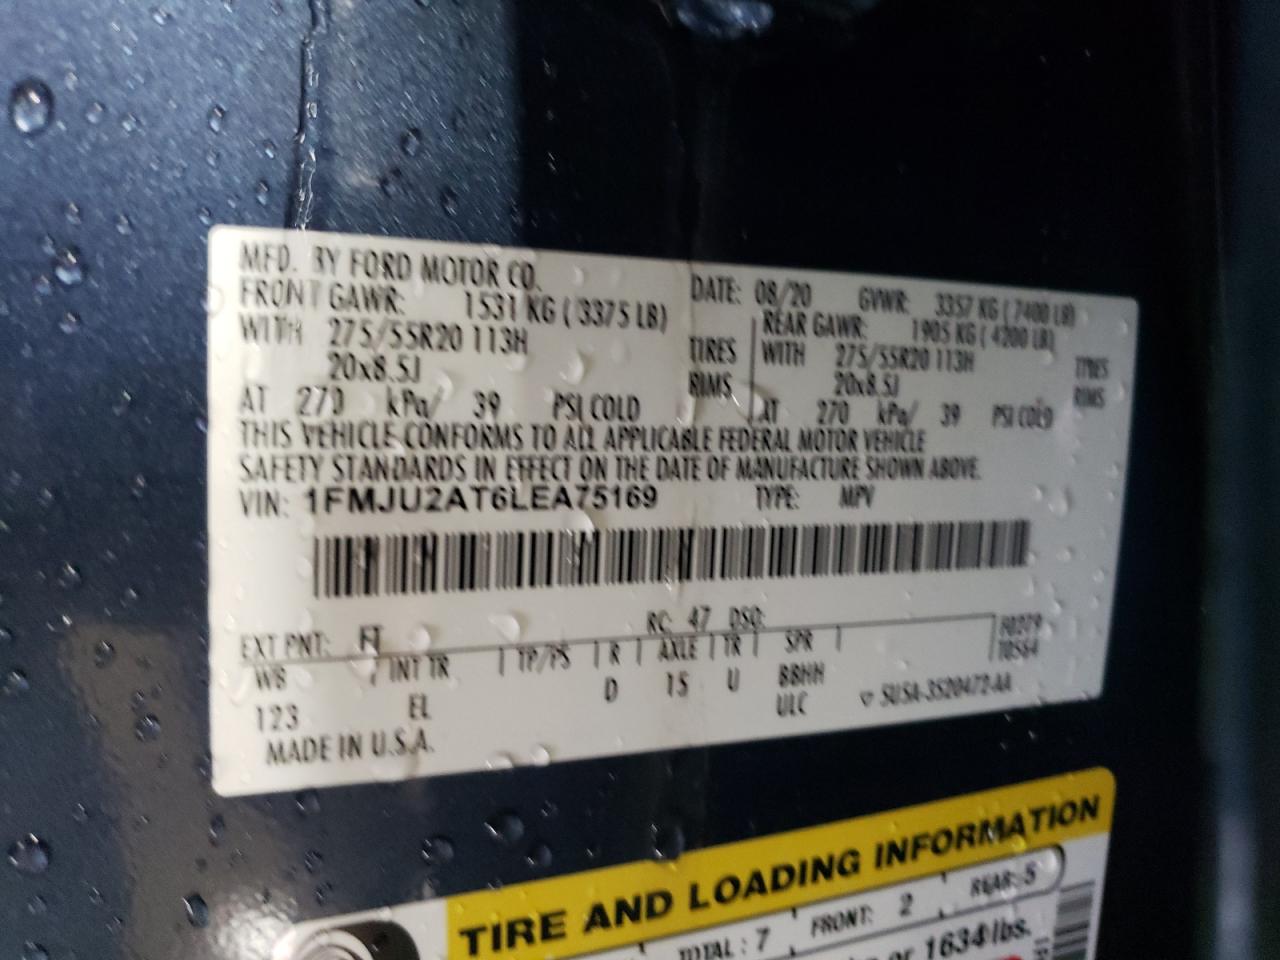 MFD. BY FORD MOTOR CO.
DATE: 08/20 GVWR: 3357 KG ( 7400 LB)
FRONT GAWR: 1531 KG ( 3375 LB)
REAR GAWR: 1905 KG ( 4200 LB)
WITH 275/55R20 113H TIRES
WITH 275/55R20 113H TIRES
20x8.5J RIMS
20x8.5J RIMS
AT 270 kPa/ 39 PSI COLD
AT 270 kPa/ 39 PSI COLD
THIS VEHICLE CONFORMS TO ALL APPLICABLE FEDERAL MOTOR VEHICLE
SAFETY STANDARDS IN EFFECT ON THE DATE OF MANUFACTURE SHOWN ABOVE.
VIN: 1FMJU2AT6LEA75169 TYPE: MPV
EXT PNT: FT RC: 47 DSO:
WB INT TR TP/PS R AXLE TR SPR
123 EL D 15 U BBHH
ULC 5U5A-3520472-AA
MADE IN U.S.A.
TIRE AND LOADING INFORMATION
TOTAL : 7 FRONT: 2 REAR: 5
or 1634 lbs.